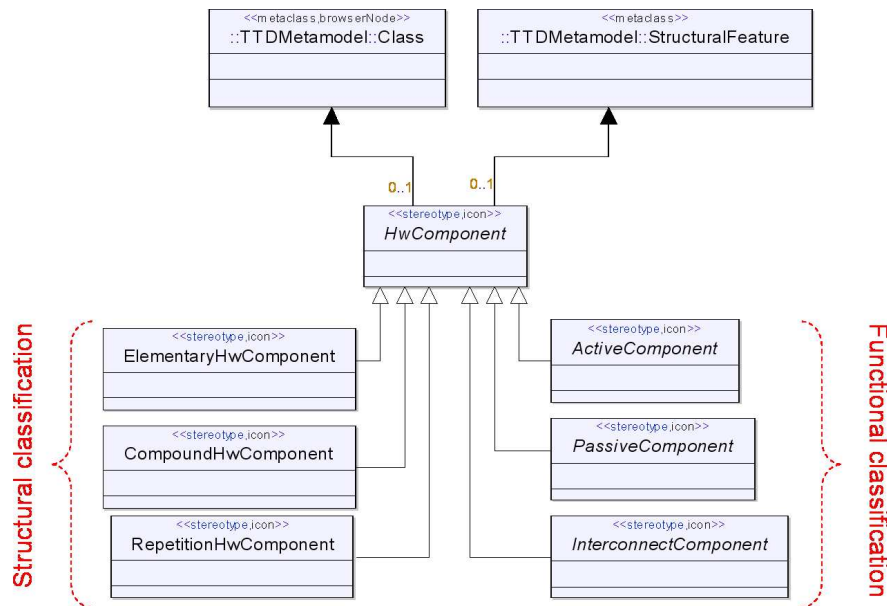 <<metaclass,browserNode>>
::TTDMetamodel::Class
<<metaclass>>
::TTDMetamodel::StructuralFeature
0..1
0..1
<<stereotype,icon>>
HwComponent
Structural classification
<<stereotype,icon>>
ElementaryHwComponent
<<stereotype,icon>>
CompoundHwComponent
<<stereotype,icon>>
RepetitionHwComponent
<<stereotype,icon>>
ActiveComponent
<<stereotype,icon>>
PassiveComponent
<<stereotype,icon>>
InterconnectComponent
Functional classification